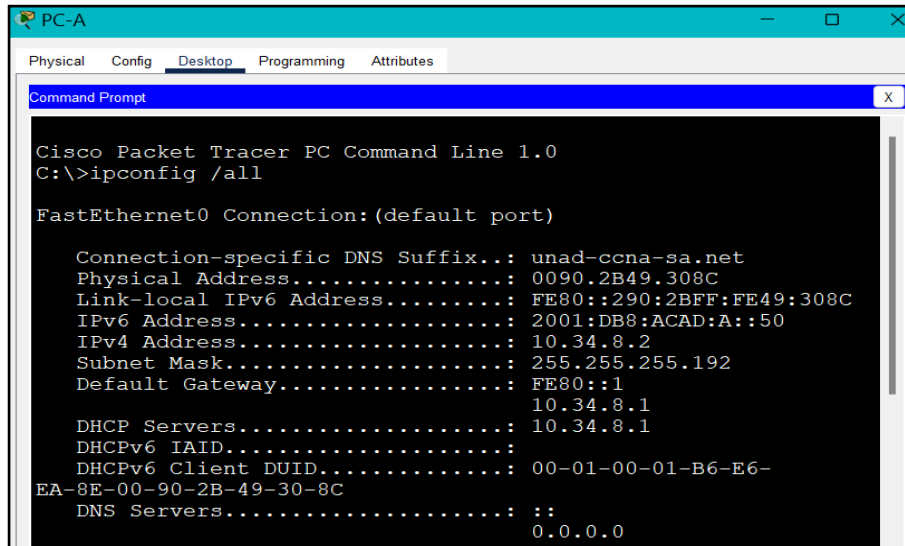 PC-A
Physical Config Desktop Programming Attributes
Command Prompt
X
Cisco Packet Tracer PC Command Line 1.0
C:\>ipconfig /all
FastEthernet0 Connection:(default port)
Connection-specific DNS Suffix..: unad-ccna-sa.net
Physical Address................: 0090.2B49.308C
Link-local IPv6 Address.........: FE80::290:2BFF:FE49:308C
IPv6 Address....................: 2001:DB8:ACAD:A::50
IPv4 Address....................: 10.34.8.2
Subnet Mask.....................: 255.255.255.192
Default Gateway.................: FE80::1
10.34.8.1
DHCP Servers....................: 10.34.8.1
DHCPv6 IAID.....................:
DHCPv6 Client DUID..............: 00-01-00-01-B6-E6-
EA-8E-00-90-2B-49-30-8C
DNS Servers.....................: ::
0.0.0.0